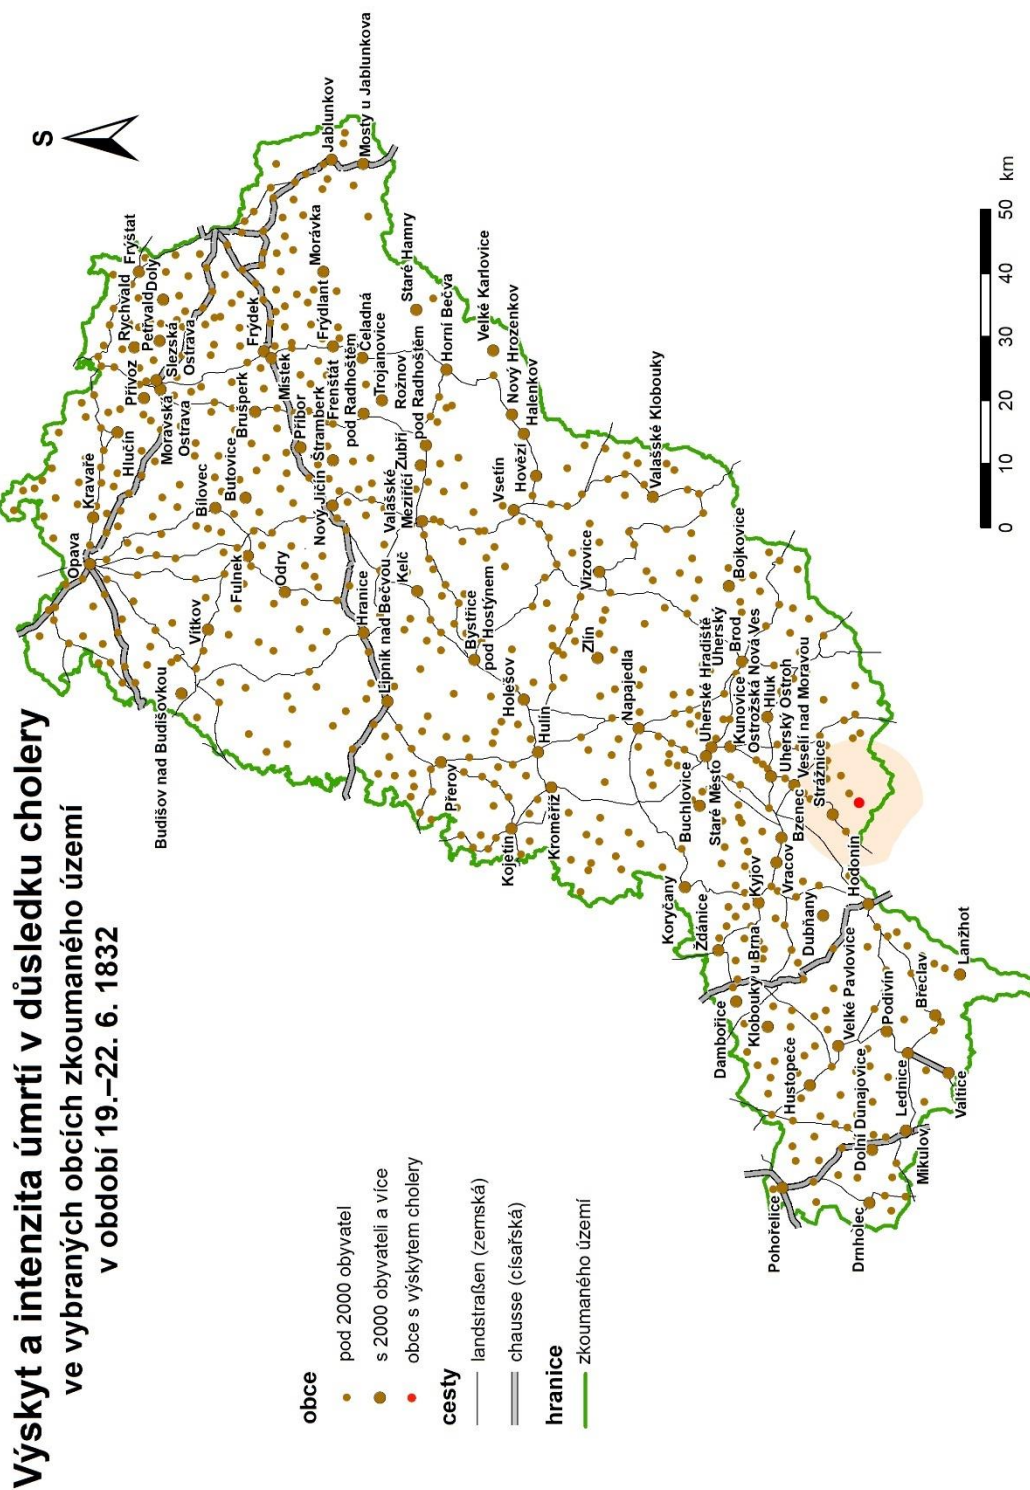 Výskyt a intenzita úmrtí v důsledku cholery
ve vybraných obcích zkoumaného území
v období 19.–22. 6. 1832
S
obce
pod 2000 obyvatel
s 2000 obyvateli a více
obce s výskytem cholery
cesty
landstraßen (zemská)
chausse (císařská)
hranice
zkoumaného území
0 10 20 30 40 50 km
Opava
Kravaře
Hlučín
Přívoz
Rychvald
Frýštat
Petřvald
Doly
Slezská
Ostrava
Moravská
Ostrava
Budišov nad Budišovkou
Vítkov
Bílovec
Butovice
Brušperk
Fulnek
Odry
Frýdek
Místek
Příbor
Nový Jičín
Štramberk
Frenštát
pod Radhoštěm
Frýdlant
Morávka
Jablunkov
Mosty u Jablunkova
Čeladná
Trojanovice
Staré Hamry
Hranice
Lipník nad Bečvou
Kelč
Valašské
Meziříčí
Zubří
Rožnov
pod Radhoštěm
Horní Bečva
Velké Karlovice
Nový Hrozenkov
Halenkov
Hovězí
Vsetín
Bystřice
pod Hostýnem
Holešov
Hulín
Přerov
Kojetín
Kroměříž
Vizovice
Zlín
Valašské Klobouky
Napajedla
Bojkovice
Uherský
Brod
Uherské Hradiště
Kunovice
Ostrožská Nová Ves
Hluk
Uherský Ostroh
Veselí nad Moravou
Strážnice
Buchlovice
Staré Město
Bzenec
Vracov
Kyjov
Koryčany
Ždánice
Dubňany
Hodonín
Dambořice
Klobouky u Brna
Hustopeče
Velké Pavlovice
Podivín
Břeclav
Lanžhot
Lednice
Valtice
Dolní Dunajovice
Mikulov
Pohořelice
Drnholec